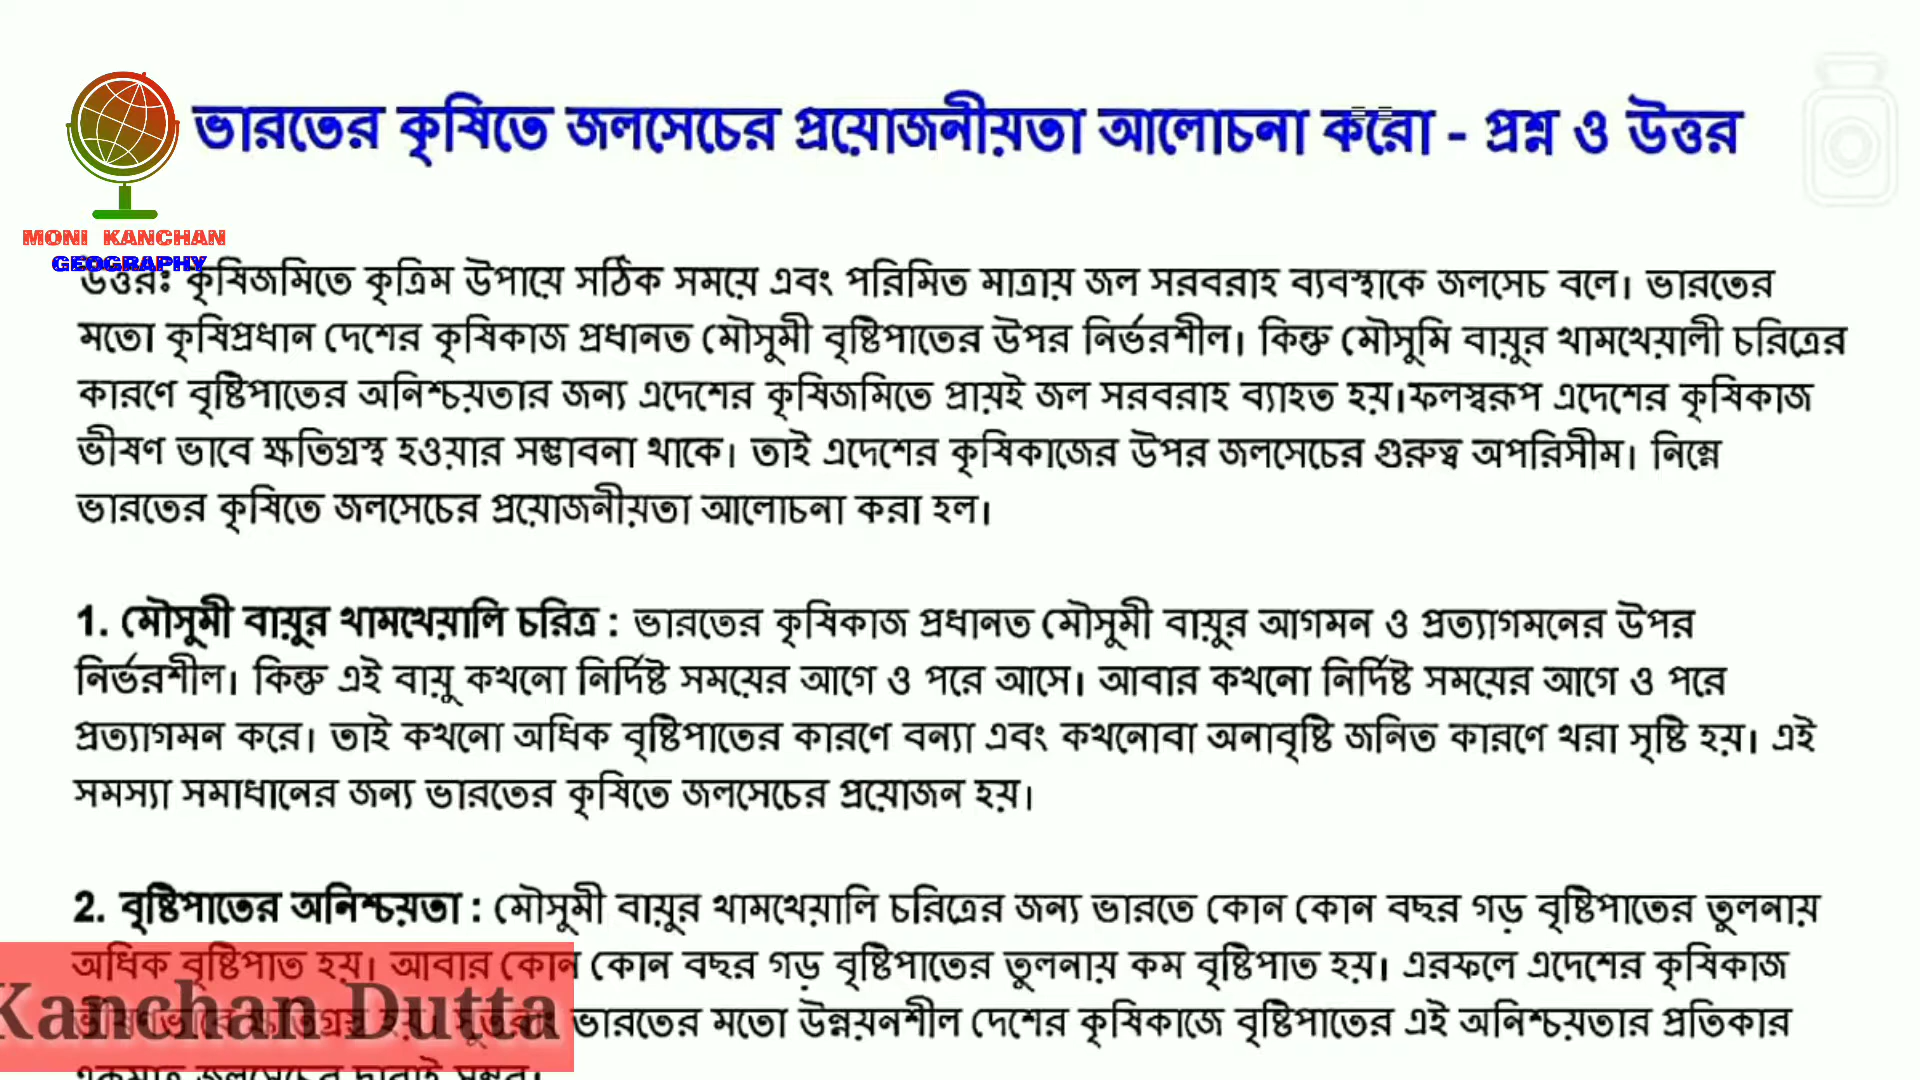 ভারতের কৃষিতে জলসেচের প্রয়োজনীয়তা আলোচনা করো - প্রশ্ন ও উত্তর
MONI KANCHAN
GEOGRAPHY
উত্তরঃ কৃষিজমিতে কৃত্রিম উপায়ে সঠিক সময়ে এবং পরিমিত মাত্রায় জল সরবরাহ ব্যবস্থাকে জলসেচ বলে। ভারতের
মতো কৃষিপ্রধান দেশের কৃষিকাজ প্রধানত মৌসুমী বৃষ্টিপাতের উপর নির্ভরশীল। কিন্তু মৌসুমি বায়ুর খামখেয়ালী চরিত্রের
কারণে বৃষ্টিপাতের অনিশ্চয়তার জন্য এদেশের কৃষিজমিতে প্রায়ই জল সরবরাহ ব্যাহত হয়।ফলস্বরূপ এদেশের কৃষিকাজ
ভীষণ ভাবে ক্ষতিগ্রস্থ হওয়ার সম্ভাবনা থাকে। তাই এদেশের কৃষিকাজের উপর জলসেচের গুরুত্ব অপরিসীম। নিম্নে
ভারতের কৃষিতে জলসেচের প্রয়োজনীয়তা আলোচনা করা হল।
1. মৌসুমী বায়ুর খামখেয়ালি চরিত্র : ভারতের কৃষিকাজ প্রধানত মৌসুমী বায়ুর আগমন ও প্রত্যাগমনের উপর
নির্ভরশীল। কিন্তু এই বায়ু কখনো নির্দিষ্ট সময়ের আগে ও পরে আসে। আবার কখনো নির্দিষ্ট সময়ের আগে ও পরে
প্রত্যাগমন করে। তাই কখনো অধিক বৃষ্টিপাতের কারণে বন্যা এবং কখনোবা অনাবৃষ্টি জনিত কারণে খরা সৃষ্টি হয়। এই
সমস্যা সমাধানের জন্য ভারতের কৃষিতে জলসেচের প্রয়োজন হয়।
2. বৃষ্টিপাতের অনিশ্চয়তা : মৌসুমী বায়ুর খামখেয়ালি চরিত্রের জন্য ভারতে কোন কোন বছর গড় বৃষ্টিপাতের তুলনায়
অধিক বৃষ্টিপাত হয়। আবার কোন কোন বছর গড় বৃষ্টিপাতের তুলনায় কম বৃষ্টিপাত হয়। এরফলে এদেশের কৃষিকাজ
ভারতের মতো উন্নয়নশীল দেশের কৃষিকাজে বৃষ্টিপাতের এই অনিশ্চয়তার প্রতিকার
Kanchan Dutta